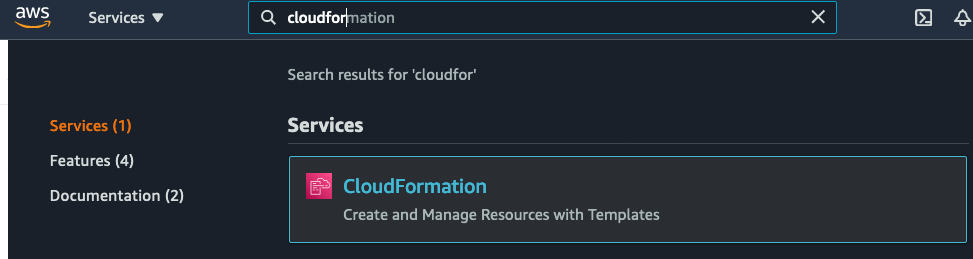 aws Services ▼ cloudformation
Search results for 'cloudfor'
Services (1)
Features (4)
Documentation (2)
Services
CloudFormation
Create and Manage Resources with Templates